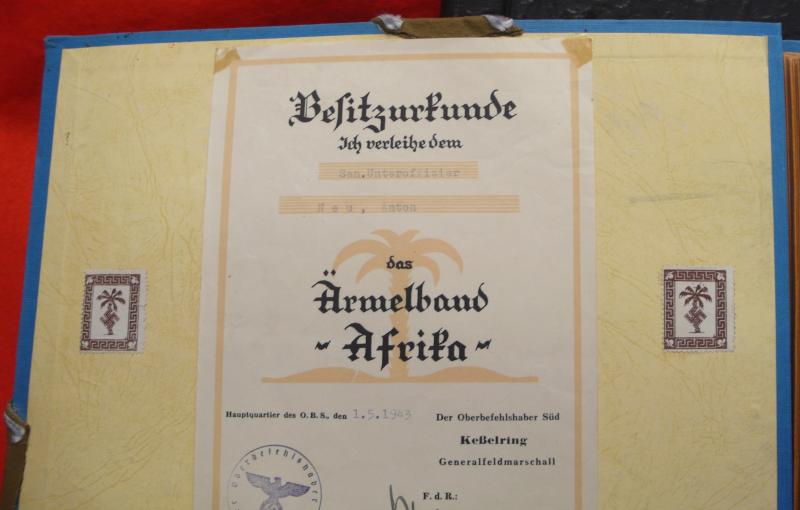 Besitzurkunde
Ich verleihe dem
San.Unteroffizier
N e u , Anton
das
Ärmelband
„Afrika“
Hauptquartier des O. B. S., den 1.5.1943
Der Oberbefehlshaber Süd
Keßelring
Generalfeldmarschall
Oberbefehlshaber
F. d. R.: